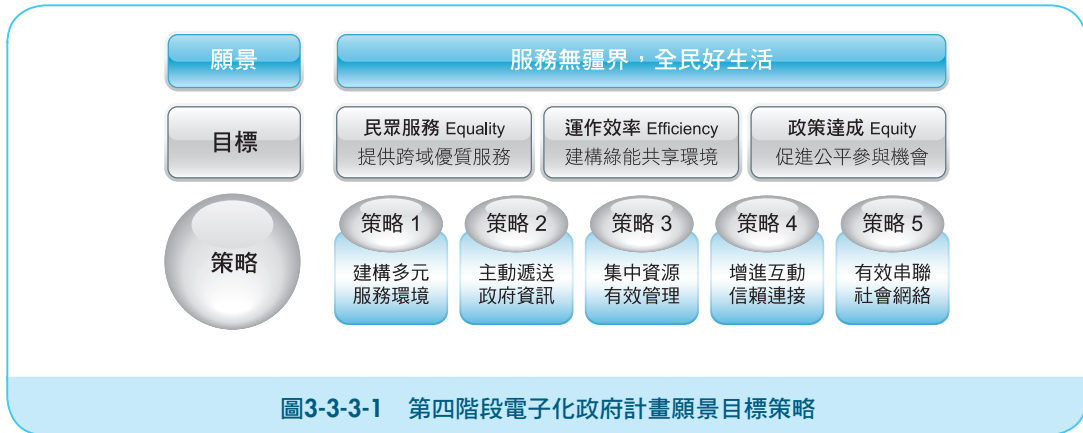 願景
服務無疆界，全民好生活
目標
民眾服務 Equality
提供跨域優質服務
運作效率 Efficiency
建構綠能共享環境
政策達成 Equity
促進公平參與機會
策略
策略 1
建構多元
服務環境
策略 2
主動遞送
政府資訊
策略 3
集中資源
有效管理
策略 4
增進互動
信賴連接
策略 5
有效串聯
社會網絡
圖3-3-3-1 第四階段電子化政府計畫願景目標策略